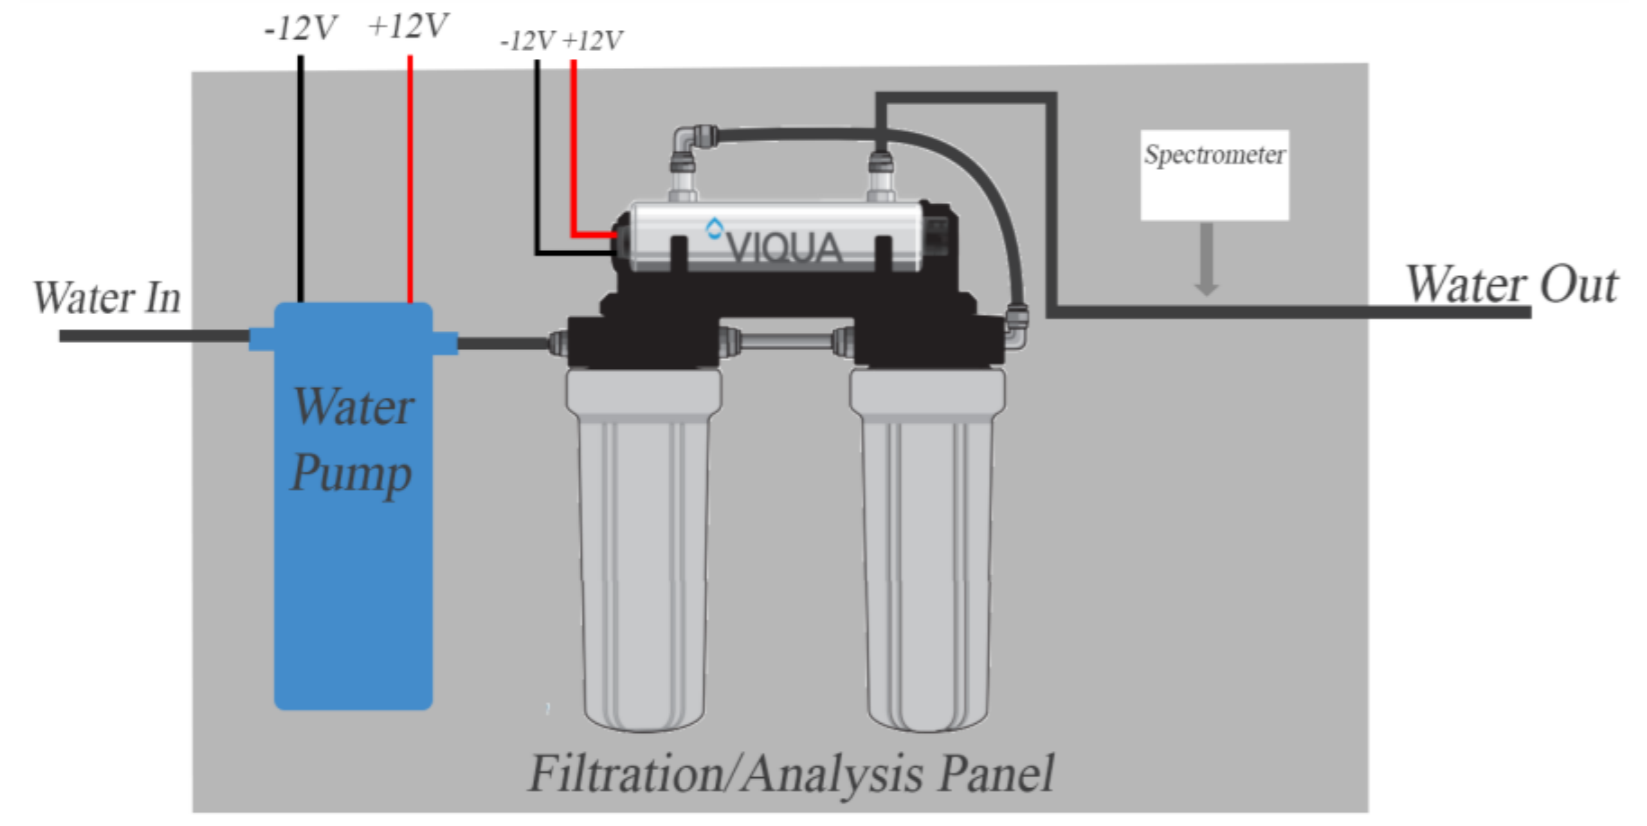 -12V +12V
-12V +12V
Spectrometer
VIQUA
Water In
Water Out
Water
Pump
Filtration/Analysis Panel